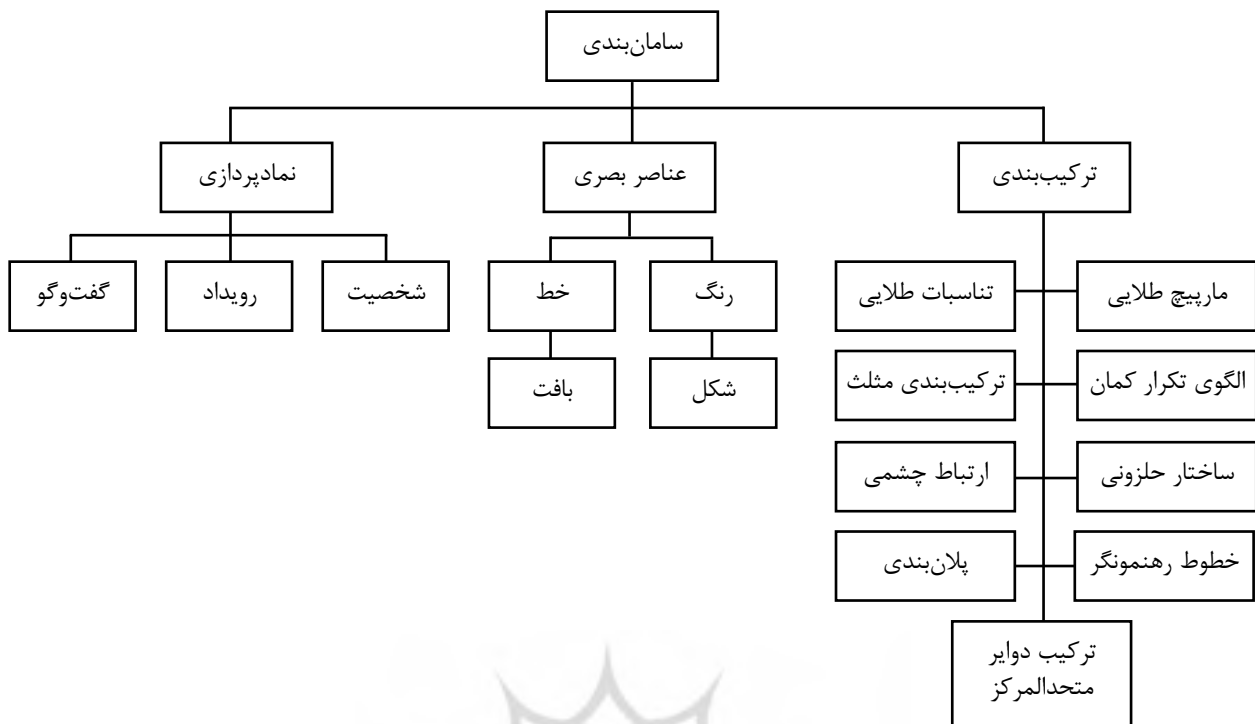 سامان‌بندی
ترکیب‌بندی
عناصر بصری
نمادپردازی
مارپیچ طلایی
تناسبات طلایی
رنگ
خط
شخصیت
رویداد
گفت‌وگو
الگوی تکرار کمان
ترکیب‌بندی مثلث
شکل
بافت
ساختار حلزونی
ارتباط چشمی
خطوط رهنمونگر
پلان‌بندی
ترکیب دوایر
متحدالمرکز